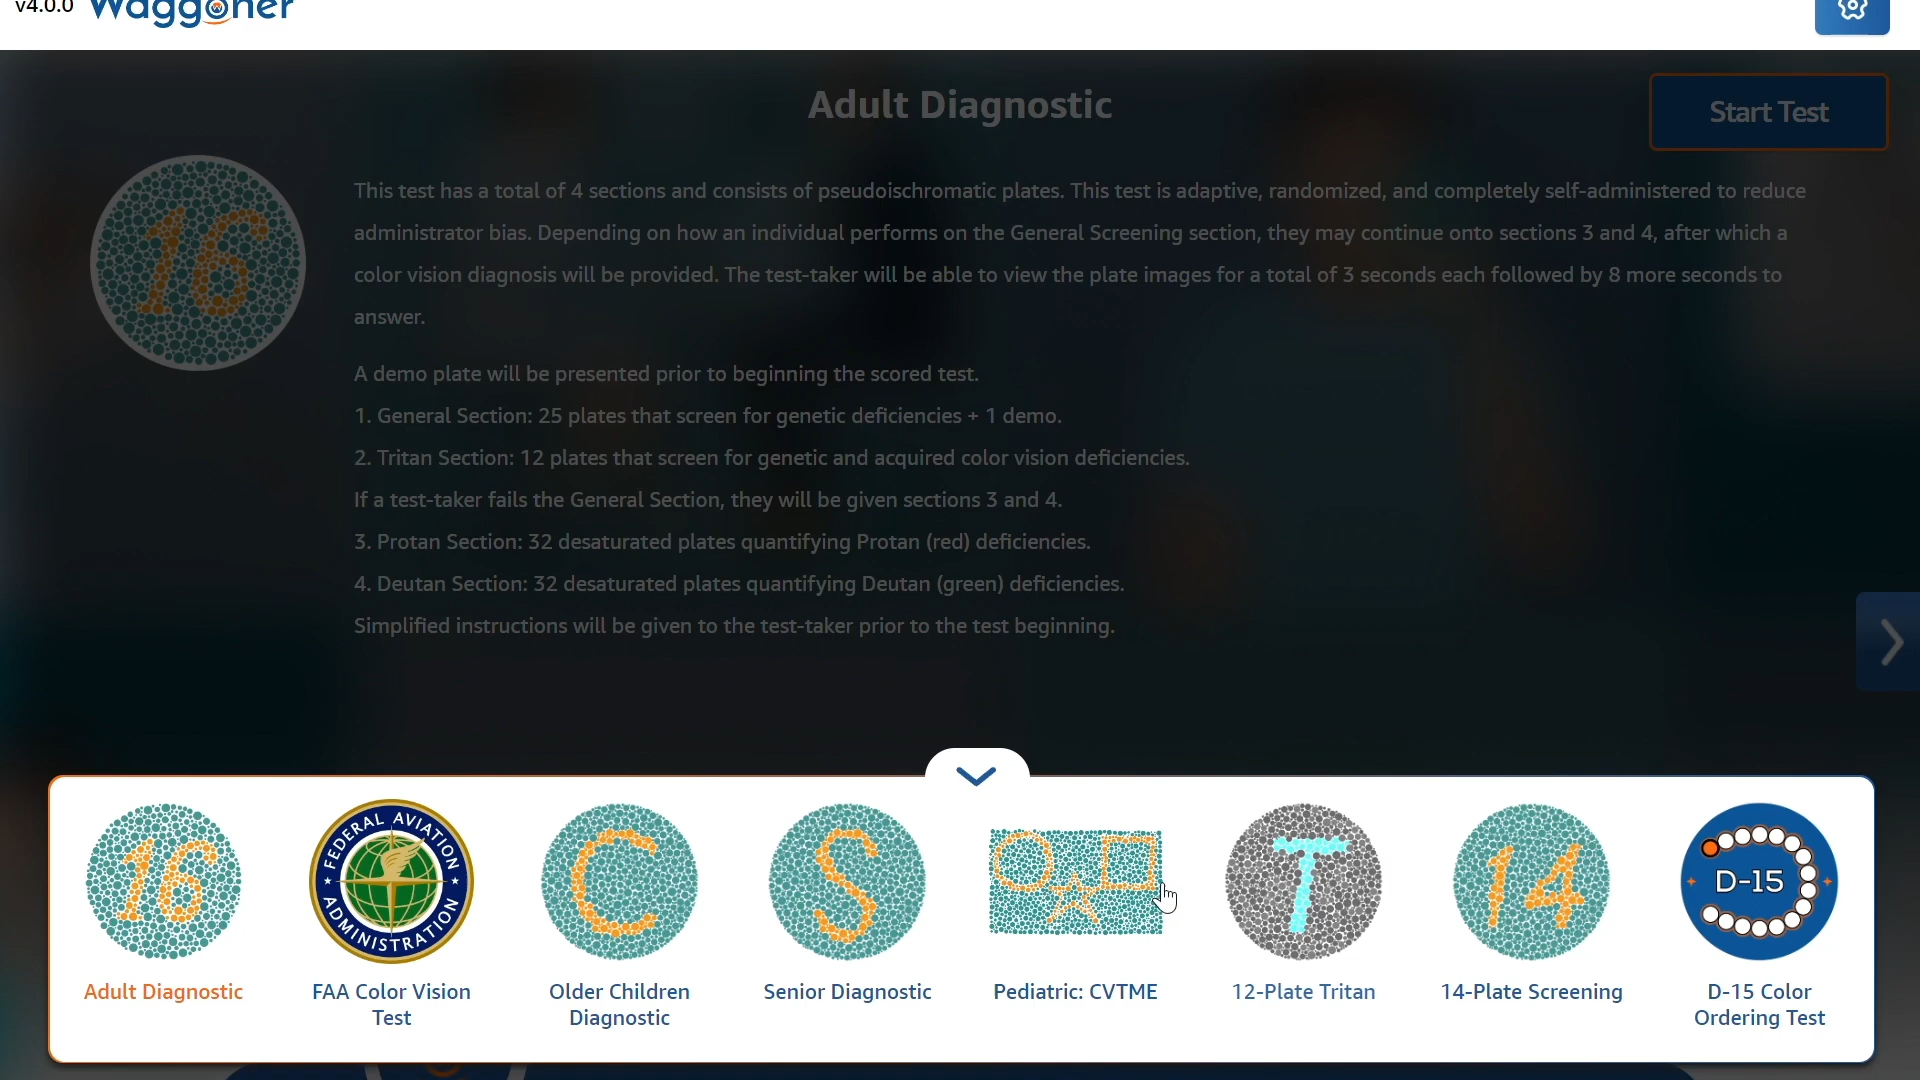 v4.0.0 Waggoner
Adult Diagnostic
Start Test
16
This test has a total of 4 sections and consists of pseudoischromatic plates. This test is adaptive, randomized, and completely self-administered to reduce
administrator bias. Depending on how an individual performs on the General Screening section, they may continue onto sections 3 and 4, after which a
color vision diagnosis will be provided. The test-taker will be able to view the plate images for a total of 3 seconds each followed by 8 more seconds to
answer.
A demo plate will be presented prior to beginning the scored test.
1. General Section: 25 plates that screen for genetic deficiencies + 1 demo.
2. Tritan Section: 12 plates that screen for genetic and acquired color vision deficiencies.
If a test-taker fails the General Section, they will be given sections 3 and 4.
3. Protan Section: 32 desaturated plates quantifying Protan (red) deficiencies.
4. Deutan Section: 32 desaturated plates quantifying Deutan (green) deficiencies.
Simplified instructions will be given to the test-taker prior to the test beginning.
16
Adult Diagnostic
FEDERAL AVIATION
ADMINISTRATION
FAA Color Vision
Test
C
Older Children
Diagnostic
S
Senior Diagnostic
Pediatric: CVTME
T
12-Plate Tritan
14
14-Plate Screening
D-15
D-15 Color
Ordering Test